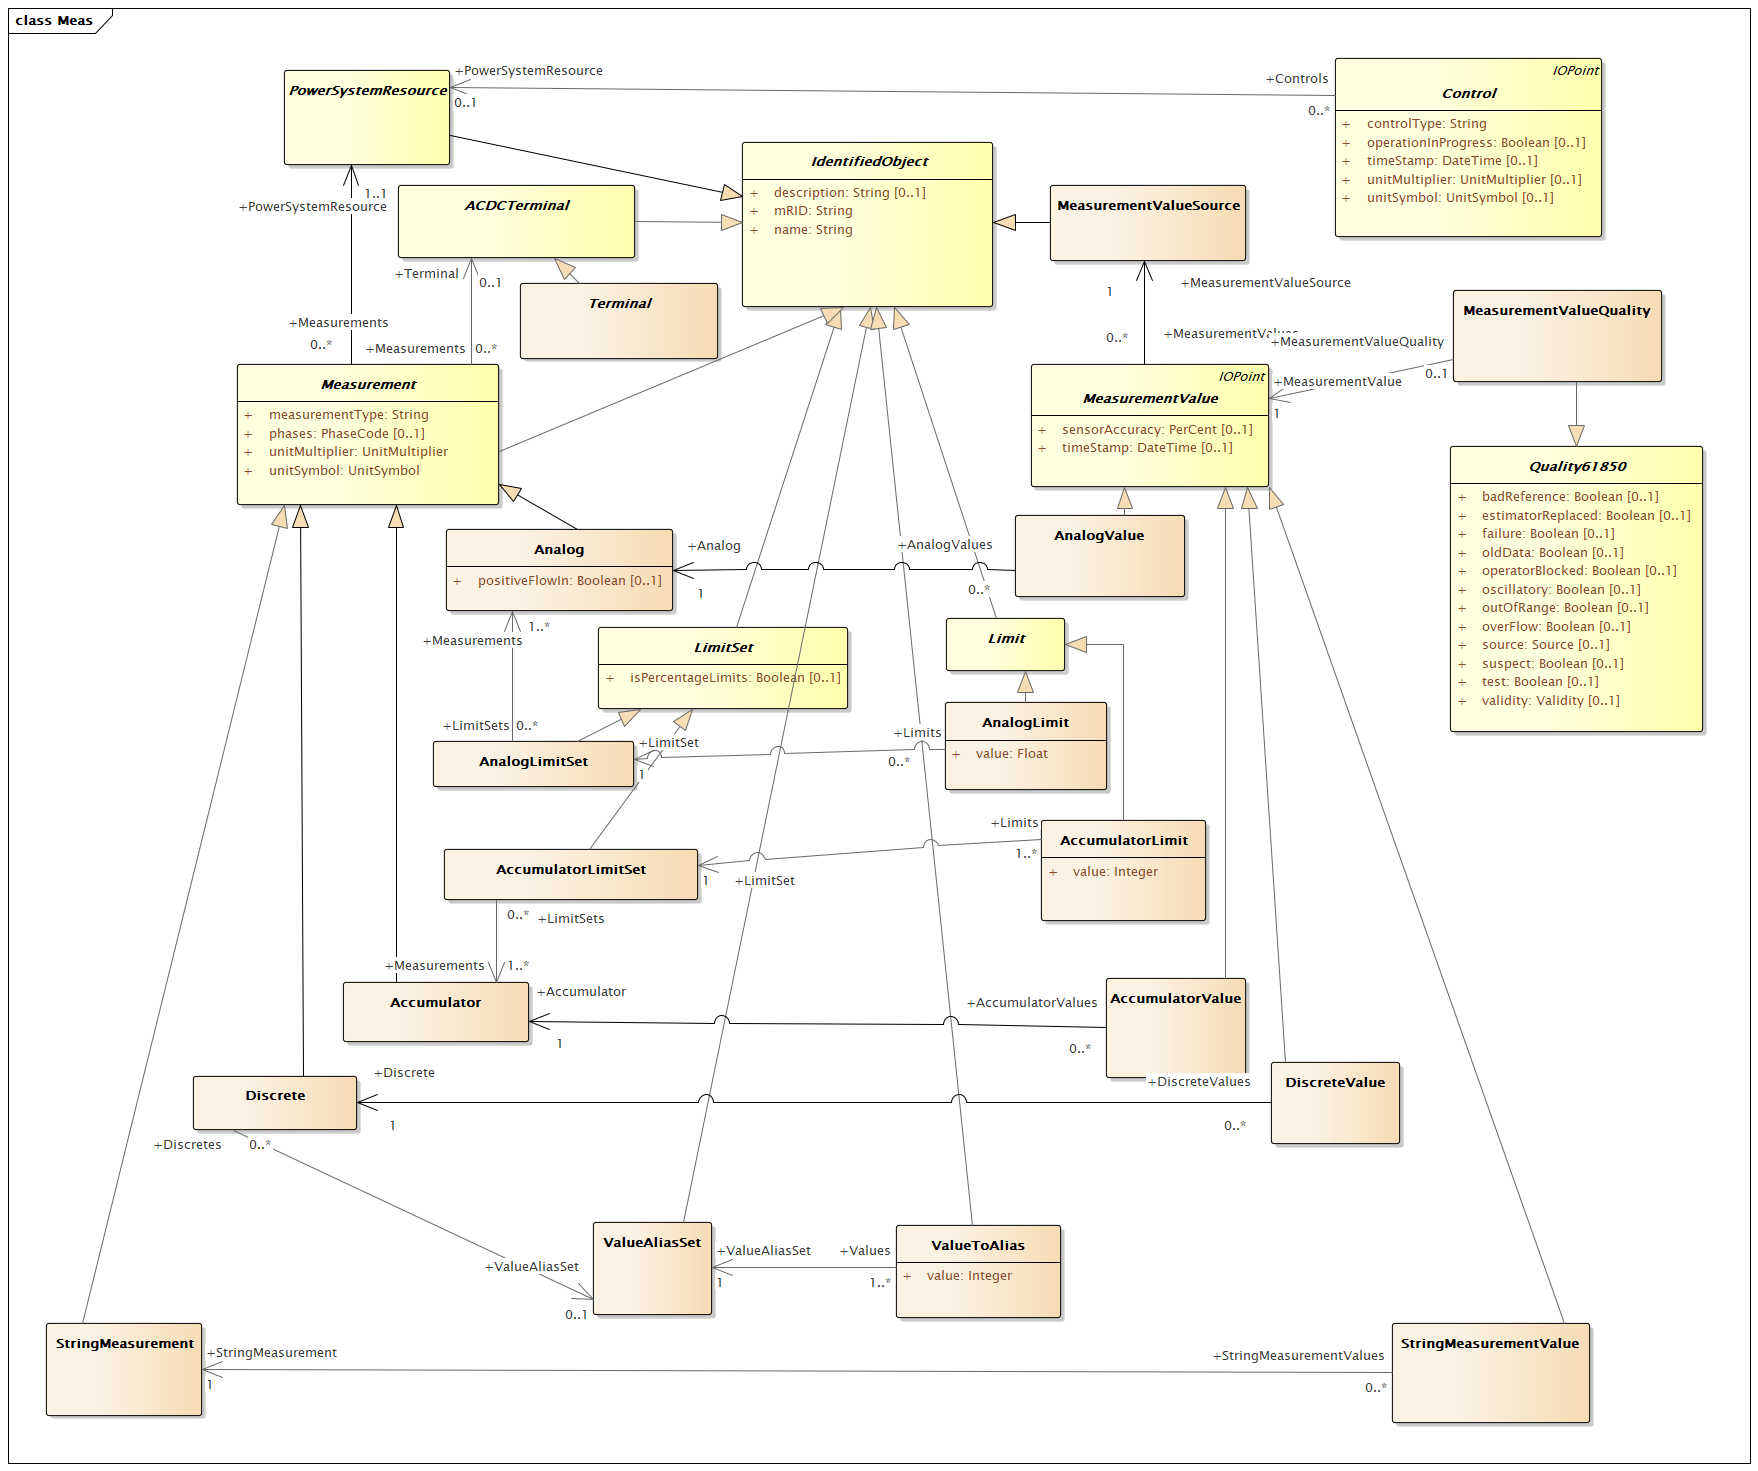 class Meas
PowerSystemResource
+PowerSystemResource
0..1
+Controls
0..*
IOPoint
Control
+ controlType: String
+ operationInProgress: Boolean [0..1]
+ timeStamp: DateTime [0..1]
+ unitMultiplier: UnitMultiplier [0..1]
+ unitSymbol: UnitSymbol [0..1]
IdentifiedObject
+ description: String [0..1]
+ mRID: String
+ name: String
1..1
+PowerSystemResource
ACDCTerminal
MeasurementValueSource
+Terminal
0..1
Terminal
1
+MeasurementValueSource
+Measurements
0..*
+Measurements
0..*
0..*
+MeasurementValues
MeasurementValueQuality
+MeasurementValueQuality
0..1
+MeasurementValue
1
Measurement
+ measurementType: String
+ phases: PhaseCode [0..1]
+ unitMultiplier: UnitMultiplier
+ unitSymbol: UnitSymbol
IOPoint
MeasurementValue
+ sensorAccuracy: PerCent [0..1]
+ timeStamp: DateTime [0..1]
Quality61850
+ badReference: Boolean [0..1]
+ estimatorReplaced: Boolean [0..1]
+ failure: Boolean [0..1]
+ oldData: Boolean [0..1]
+ operatorBlocked: Boolean [0..1]
+ oscillatory: Boolean [0..1]
+ outOfRange: Boolean [0..1]
+ overFlow: Boolean [0..1]
+ source: Source [0..1]
+ suspect: Boolean [0..1]
+ test: Boolean [0..1]
+ validity: Validity [0..1]
Analog
+ positiveFlowIn: Boolean [0..1]
+Analog
1
+AnalogValues
0..*
AnalogValue
1..*
+Measurements
LimitSet
+ isPercentageLimits: Boolean [0..1]
Limit
+LimitSets
0..*
AnalogLimitSet
+LimitSet
1
+Limits
0..*
AnalogLimit
+ value: Float
+Limits
1..*
AccumulatorLimit
+ value: Integer
AccumulatorLimitSet
1
+LimitSet
0..*
+LimitSets
+Measurements
1..*
Accumulator
+Accumulator
1
+AccumulatorValues
0..*
AccumulatorValue
+Discrete
1
Discrete
+DiscreteValues
0..*
DiscreteValue
+Discretes
0..*
ValueAliasSet
+ValueAliasSet
0..1
+ValueAliasSet
1
+Values
1..*
ValueToAlias
+ value: Integer
StringMeasurement
+StringMeasurement
1
+StringMeasurementValues
0..*
StringMeasurementValue